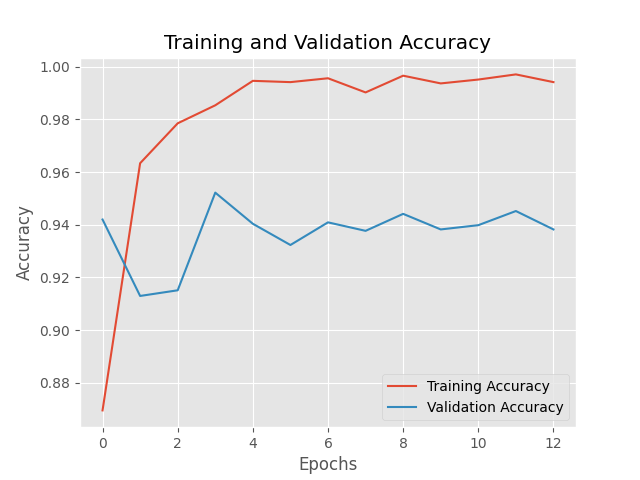 Training and Validation Accuracy
1.00
0.98
0.96
0.94
0.92
0.90
0.88
Accuracy
Training Accuracy
Validation Accuracy
0 2 4 6 8 10 12
Epochs